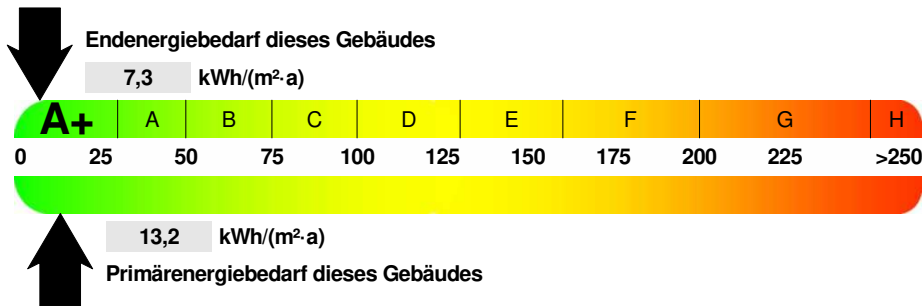 Endenergiebedarf dieses Gebäudes
7,3 kWh/(m²·a)
A+ A B C D E F G H
0 25 50 75 100 125 150 175 200 225 >250
13,2 kWh/(m²·a)
Primärenergiebedarf dieses Gebäudes